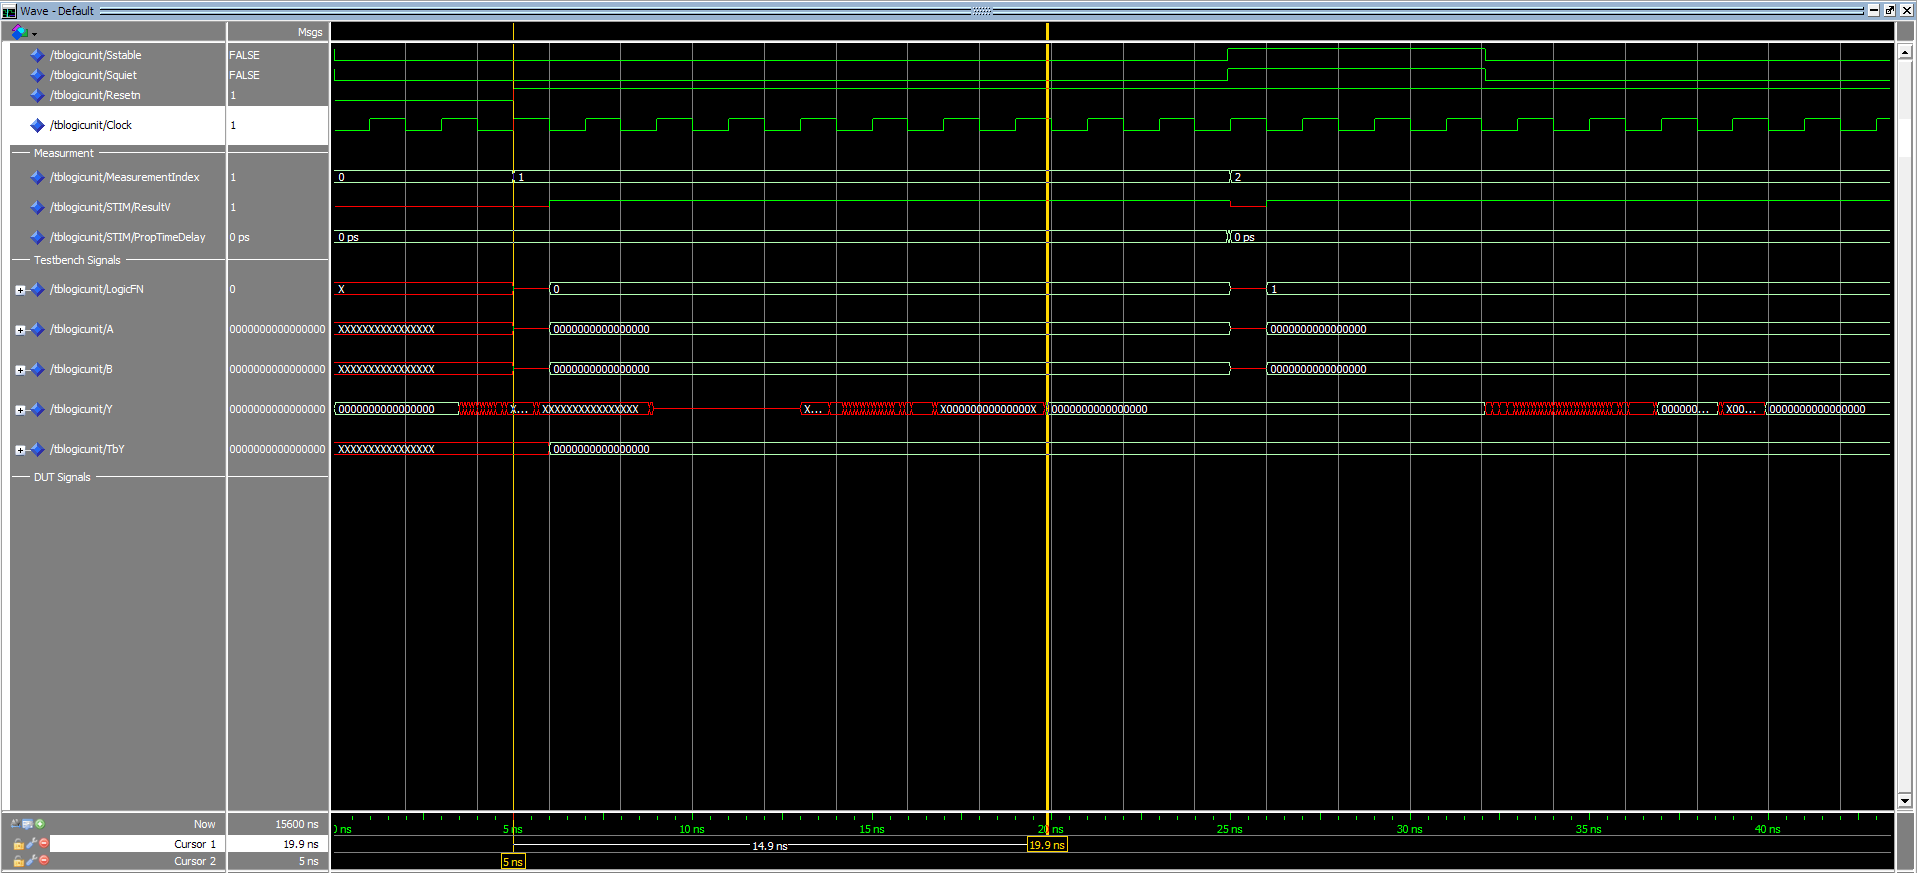 Wave - Default
Msgs
/tblogicunit/Sstable FALSE
/tblogicunit/Squiet FALSE
/tblogicunit/Resetn 1
/tblogicunit/Clock 1
Measurment
/tblogicunit/MeasurementIndex 1 0 1 2
/tblogicunit/STIM/ResultV 1
/tblogicunit/STIM/PropTimeDelay 0 ps 0 ps 0 ps
Testbench Signals
/tblogicunit/LogicFN 0 X 0 1
/tblogicunit/A 0000000000000000 XXXXXXXXXXXXXXXX 0000000000000000 0000000000000000
/tblogicunit/B 0000000000000000 XXXXXXXXXXXXXXXX 0000000000000000 0000000000000000
/tblogicunit/Y 0000000000000000 0000000000000000 X... XXXXXXXXXXXXXXXX X... X00000000000000X 0000000000000000 000000... X00... 0000000000000000
/tblogicunit/TbY 0000000000000000 XXXXXXXXXXXXXXXX 0000000000000000
DUT Signals
Now 15600 ns ns 5 ns 10 ns 15 ns 20 ns 25 ns 30 ns 35 ns 40 ns
Cursor 1 19.9 ns 14.9 ns 19.9 ns
Cursor 2 5 ns 5 ns